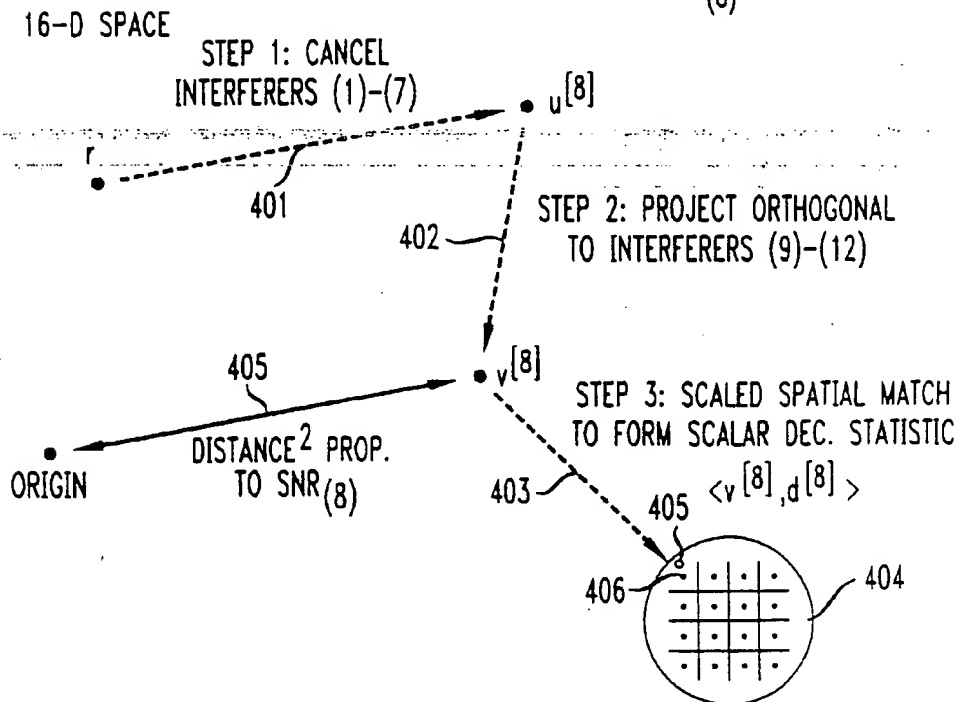 (8)
16-D SPACE
STEP 1: CANCEL
INTERFERERS (1)-(7)
u[8]
r
401
STEP 2: PROJECT ORTHOGONAL
TO INTERFERERS (9)-(12)
402
v[8]
405
STEP 3: SCALED SPATIAL MATCH
TO FORM SCALAR DEC. STATISTIC
<v[8],d[8]>
DISTANCE2 PROP.
TO SNR(8)
ORIGIN
403
405
406
404